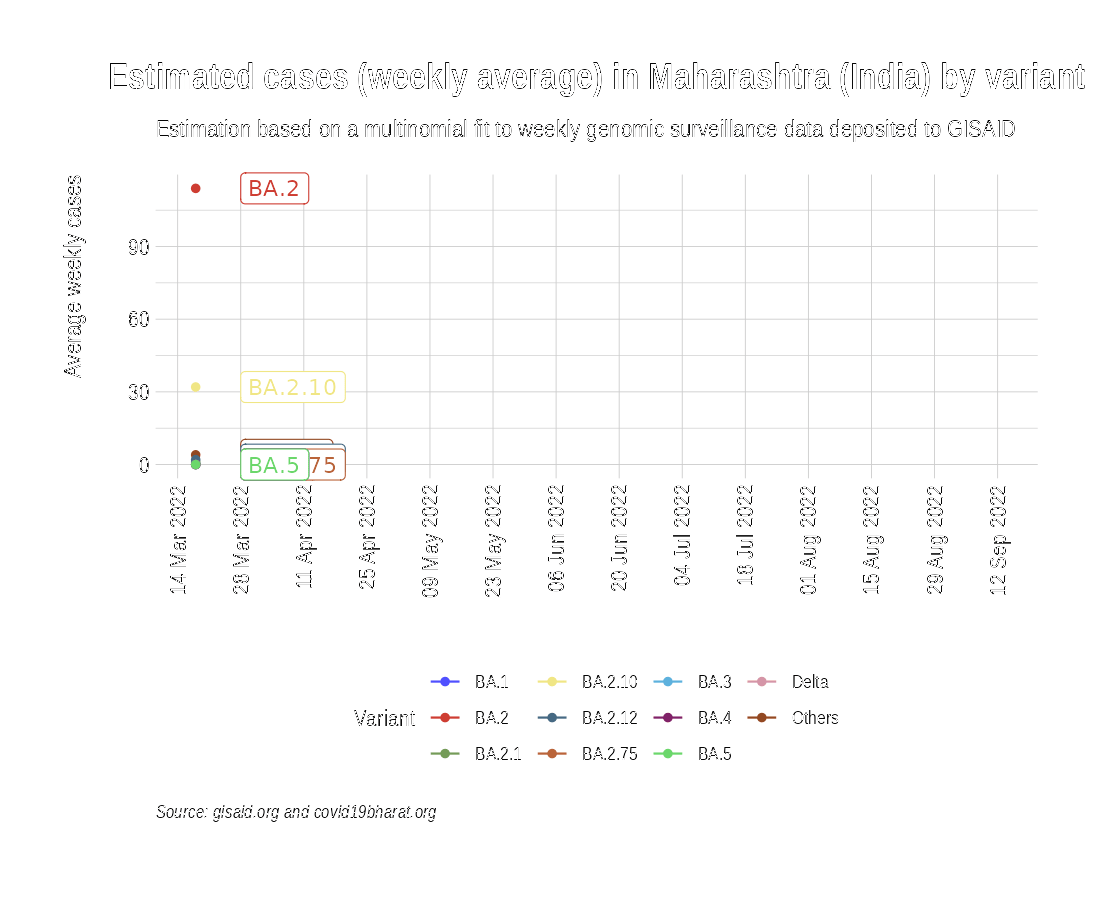 Estimated cases (weekly average) in Maharashtra (India) by variant
Estimation based on a multinomial fit to weekly genomic surveillance data deposited to GISAID
Average weekly cases
90
60
30
0
BA.2
BA.2.10
BA.5
75
14 Mar 2022
28 Mar 2022
11 Apr 2022
25 Apr 2022
09 May 2022
23 May 2022
06 Jun 2022
20 Jun 2022
04 Jul 2022
18 Jul 2022
01 Aug 2022
15 Aug 2022
29 Aug 2022
12 Sep 2022
Variant
BA.1 BA.2.10 BA.3 Delta
BA.2 BA.2.12 BA.4 Others
BA.2.1 BA.2.75 BA.5
Source: gisaid.org and covid19bharat.org